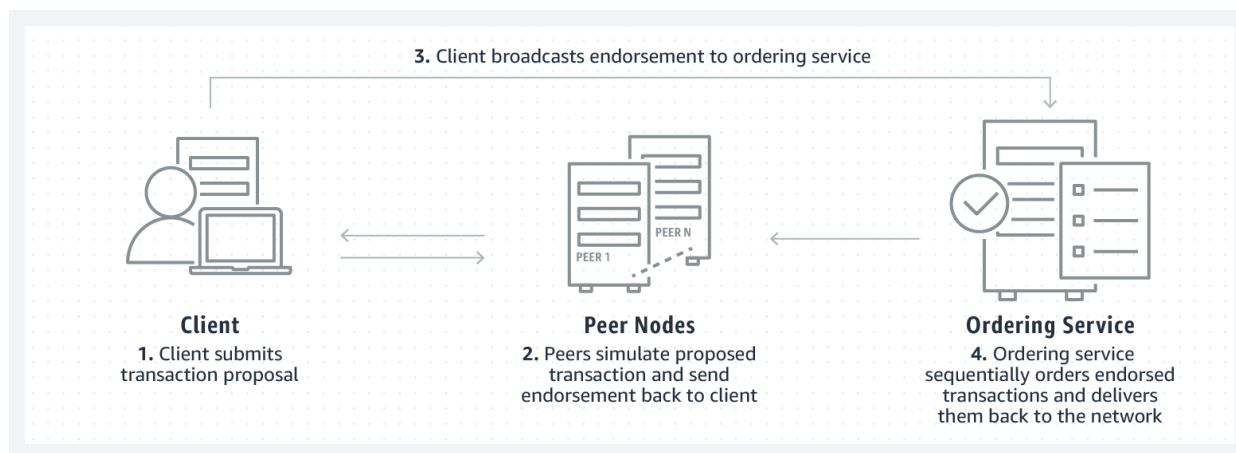 3. Client broadcasts endorsement to ordering service
PEER N
PEER 1
Client
1. Client submits
transaction proposal
Peer Nodes
2. Peers simulate proposed
transaction and send
endorsement back to client
Ordering Service
4. Ordering service
sequentially orders endorsed
transactions and delivers
them back to the network